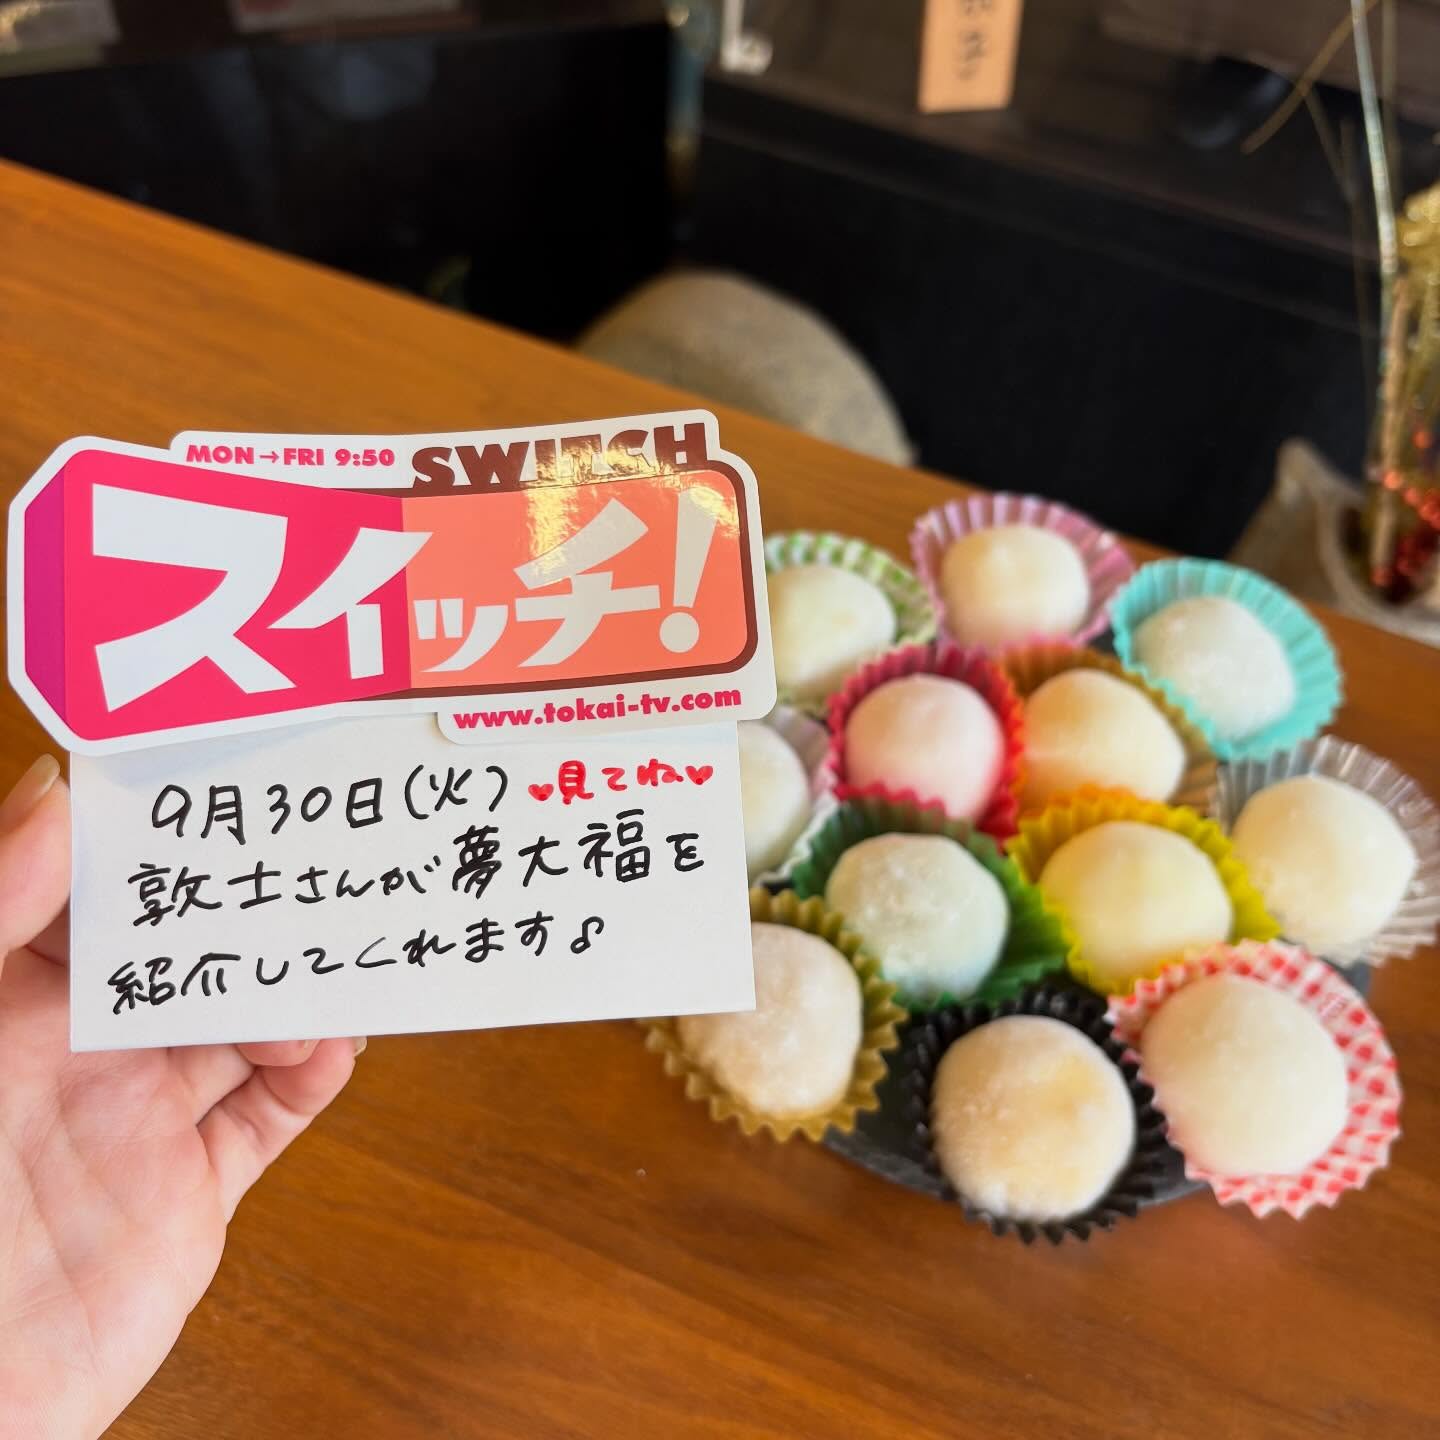 MON→FRI 9:50 SWITCH
スイッチ!
www.tokai-tv.com
9月30日(火) ♥見てね♥
敦士さんが夢大福を
紹介してくれます♪